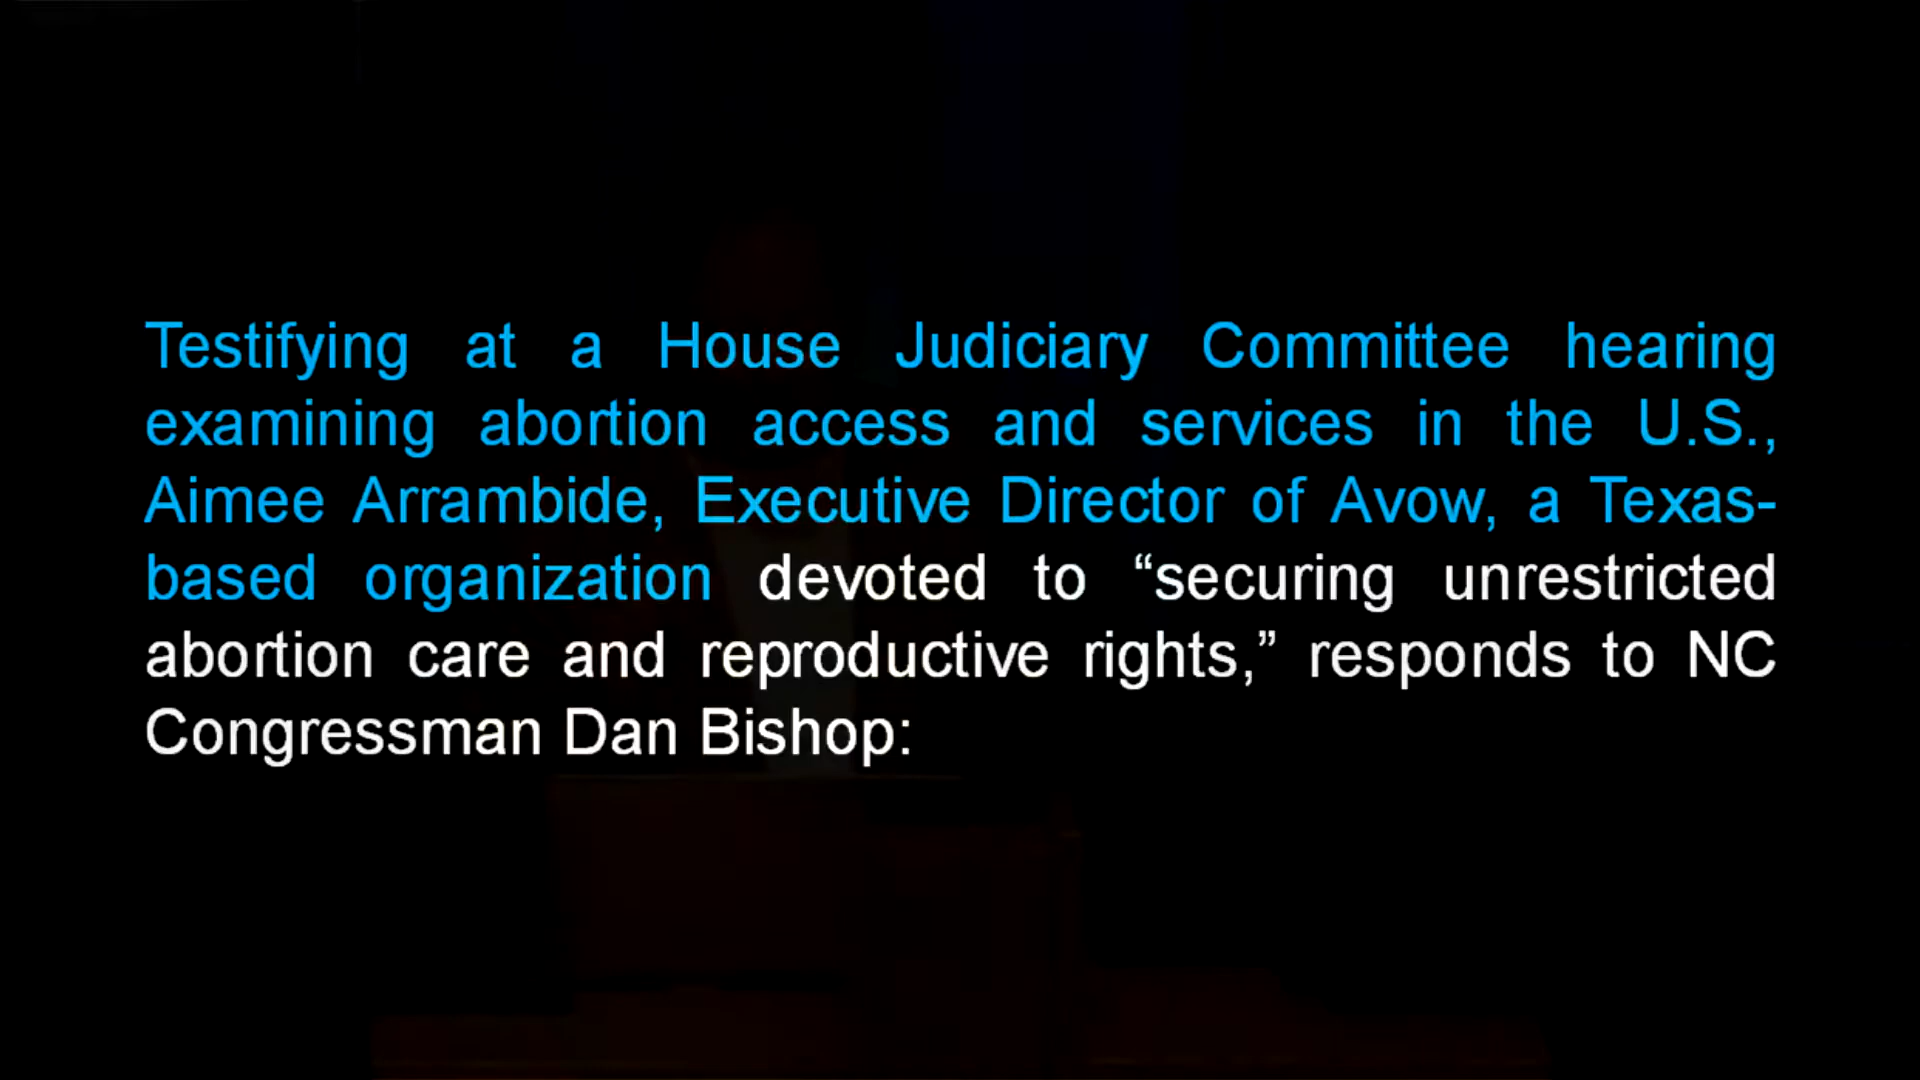 Testifying at a House Judiciary Committee hearing
examining abortion access and services in the U.S.,
Aimee Arrambide, Executive Director of Avow, a Texas-
based organization devoted to “securing unrestricted
abortion care and reproductive rights,” responds to NC
Congressman Dan Bishop: